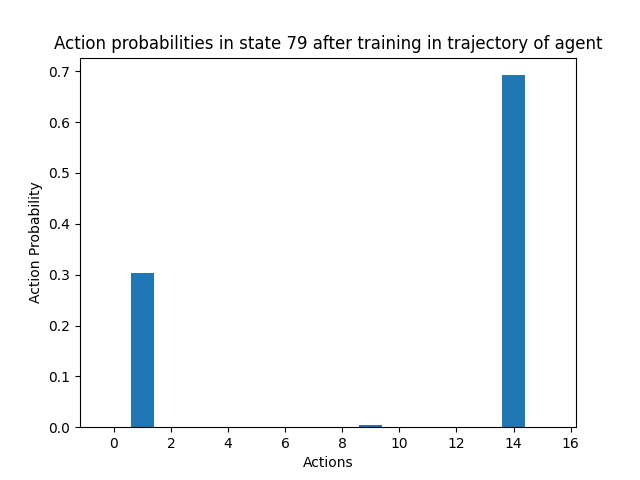 Action probabilities in state 79 after training in trajectory of agent
0.7
0.6
0.5
0.4
0.3
0.2
0.1
0.0
Action Probability
0 2 4 6 8 10 12 14 16
Actions